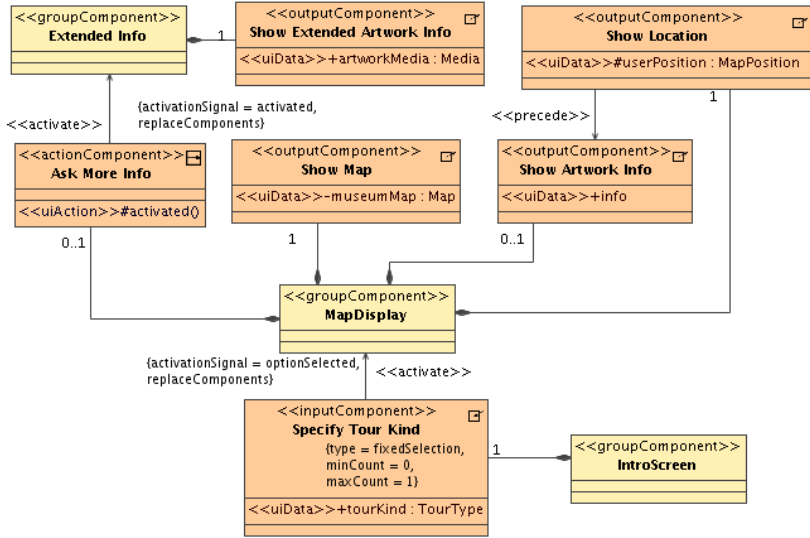 <<groupComponent>>
Extended Info
1
<<outputComponent>>
Show Extended Artwork Info
<<uiData>>+artworkMedia : Media
<<outputComponent>>
Show Location
<<uiData>>#userPosition : MapPosition
1
{activationSignal = activated,
replaceComponents}
<<activate>>
<<precede>>
<<actionComponent>>
Ask More Info
<<uiAction>>#activated()
0..1
<<outputComponent>>
Show Map
<<uiData>>-museumMap : Map
1
<<outputComponent>>
Show Artwork Info
<<uiData>>+info
0..1
<<groupComponent>>
MapDisplay
{activationSignal = optionSelected,
replaceComponents}
<<activate>>
<<inputComponent>>
Specify Tour Kind
{type = fixedSelection,
minCount = 0,
maxCount = 1}
<<uiData>>+tourKind : TourType
1
<<groupComponent>>
IntroScreen